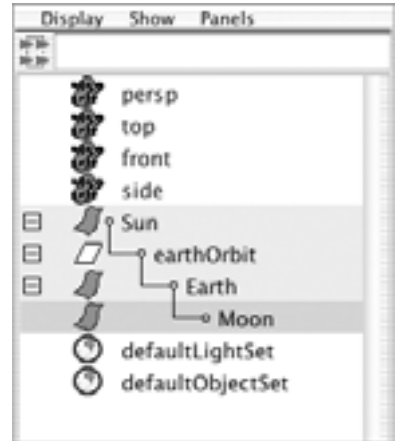 Display Show Panels
persp
top
front
side
Sun
earthOrbit
Earth
Moon
defaultLightSet
defaultObjectSet